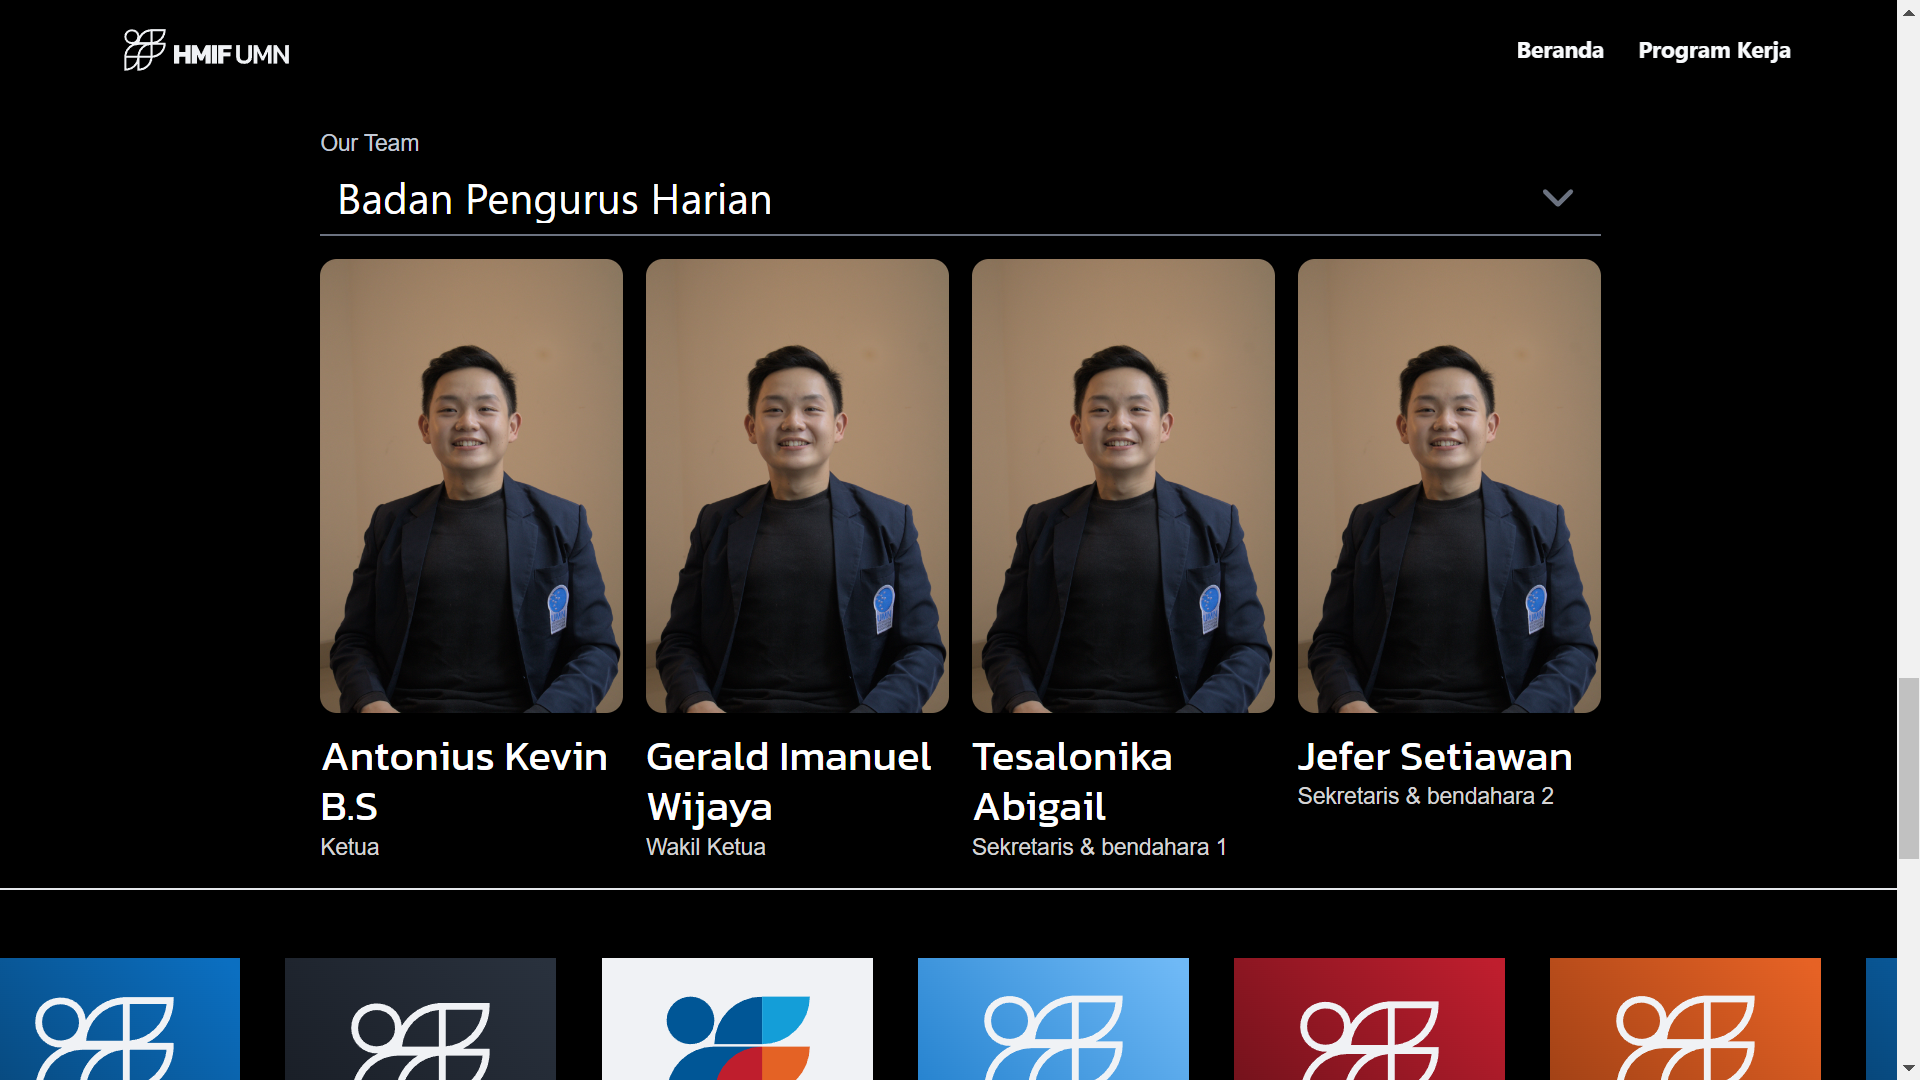 HMIF UMN
Beranda
Program Kerja
Our Team
Badan Pengurus Harian
Antonius Kevin
B.S
Ketua
Gerald Imanuel
Wijaya
Wakil Ketua
Tesalonika
Abigail
Sekretaris & bendahara 1
Jefer Setiawan
Sekretaris & bendahara 2